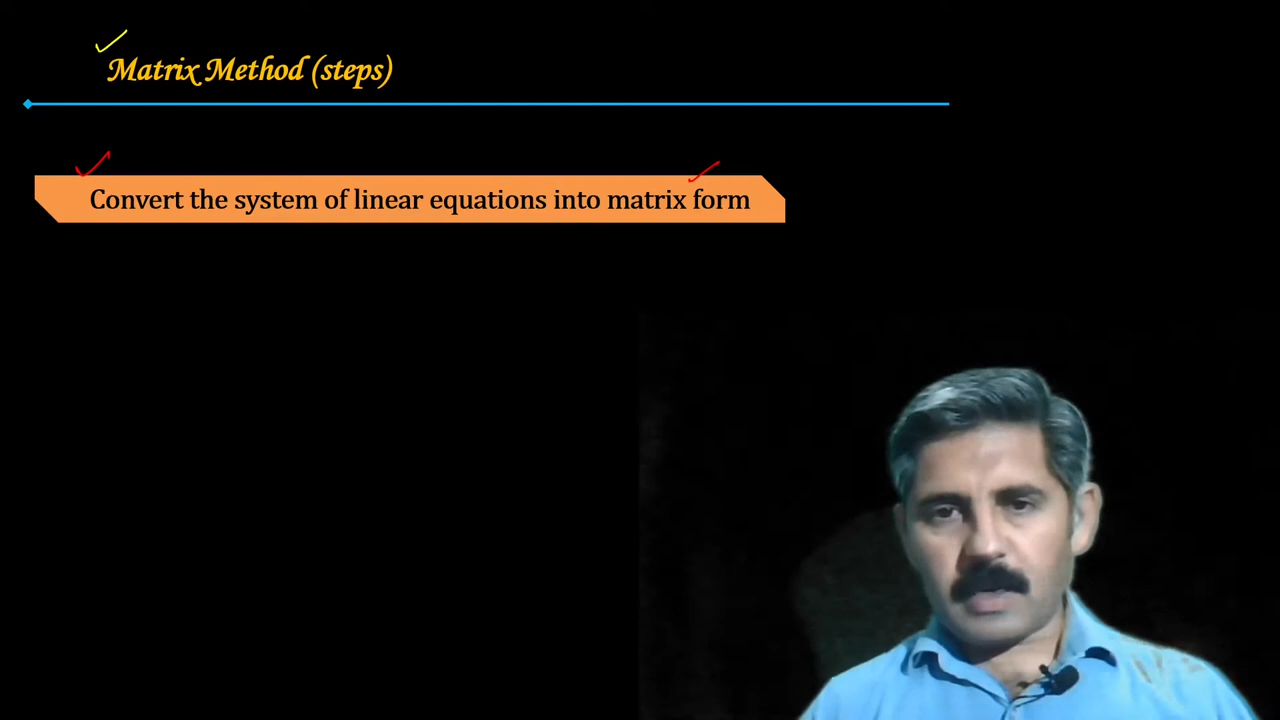 Matrix Method (steps)
Convert the system of linear equations into matrix form